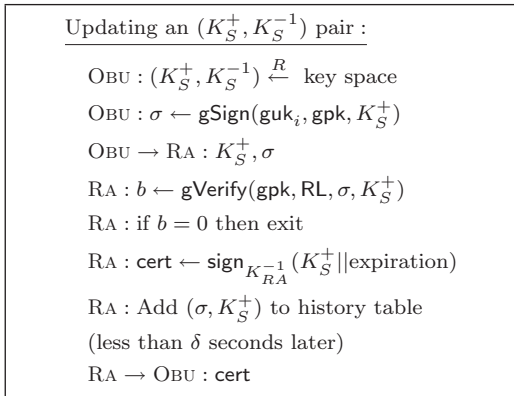 Updating an (K_S^+, K_S^{-1}) pair :
OBU : (K_S^+, K_S^{-1}) ←^R key space
OBU : σ ← gSign(guk_i, gpk, K_S^+)
OBU → RA : K_S^+, σ
RA : b ← gVerify(gpk, RL, σ, K_S^+)
RA : if b = 0 then exit
RA : cert ← sign_{K_{RA}^{-1}}(K_S^+||expiration)
RA : Add (σ, K_S^+) to history table
(less than δ seconds later)
RA → OBU : cert